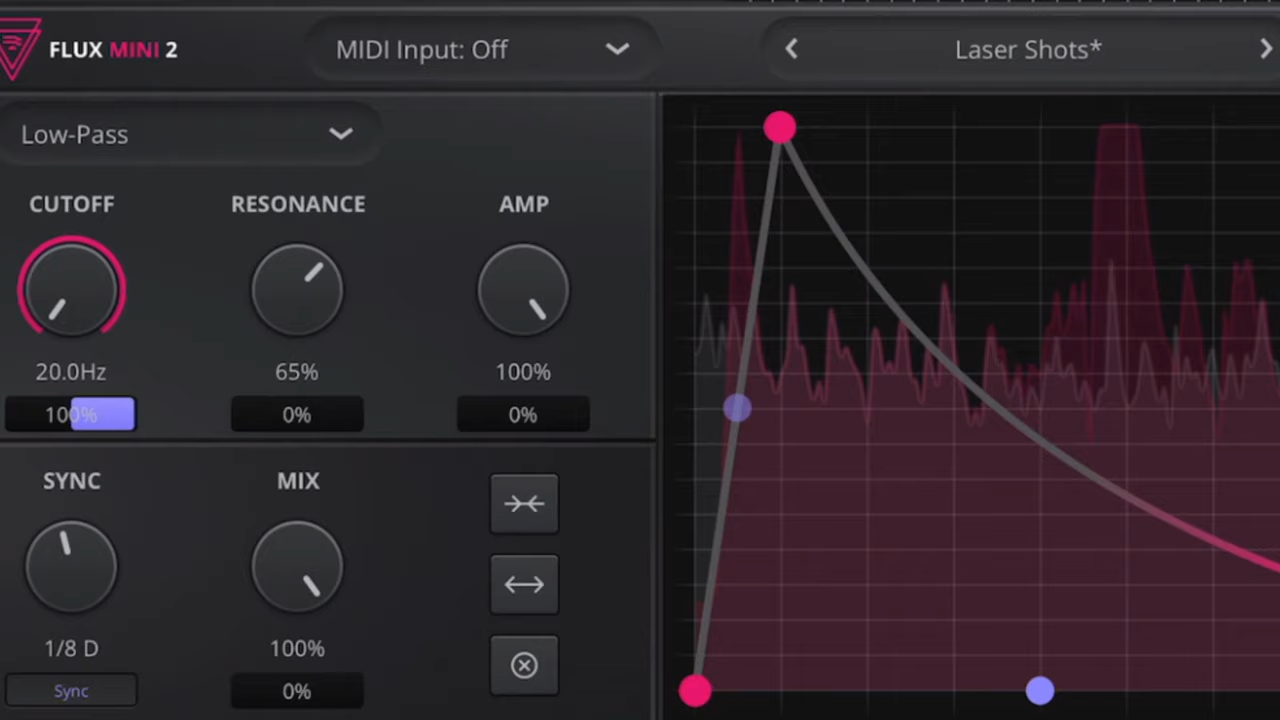 FLUX MINI 2
MIDI Input: Off
Laser Shots*
Low-Pass
CUTOFF
RESONANCE
AMP
20.0Hz
65%
100%
100%
0%
0%
SYNC
MIX
1/8 D
100%
Sync
0%